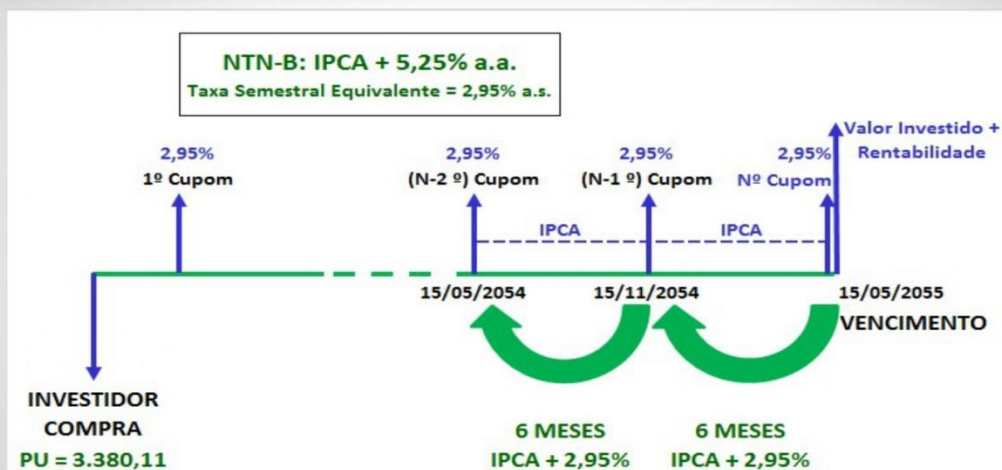 NTN-B: IPCA + 5,25% a.a.
Taxa Semestral Equivalente = 2,95% a.s.
2,95%
1º Cupom
2,95%
(N-2 º) Cupom
2,95%
(N-1 º) Cupom
2,95%
Nº Cupom
Valor Investido +
Rentabilidade
IPCA
IPCA
15/05/2054
15/11/2054
15/05/2055
VENCIMENTO
INVESTIDOR
COMPRA
PU = 3.380,11
6 MESES
IPCA + 2,95%
6 MESES
IPCA + 2,95%